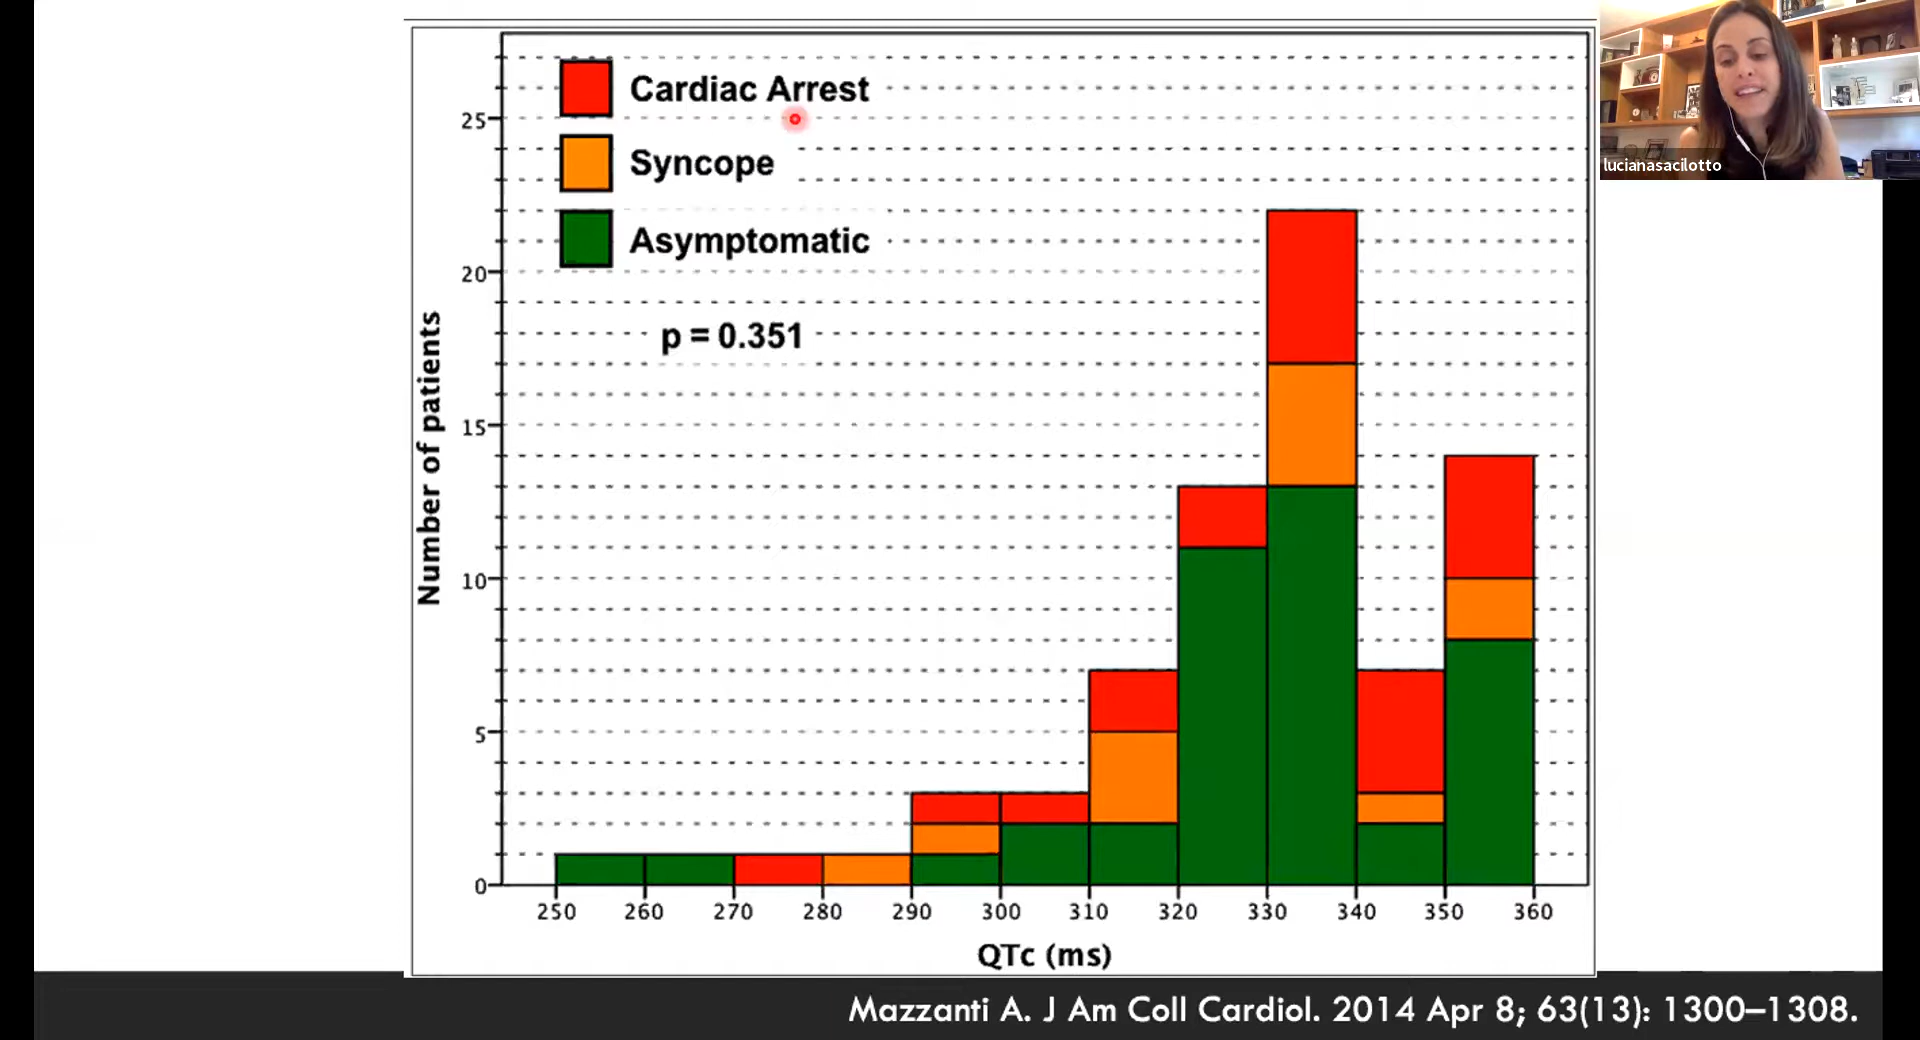 Cardiac Arrest
Syncope
Asymptomatic
p = 0.351
Number of patients
25
20
15
10
5
0
250 260 270 280 290 300 310 320 330 340 350 360
QTc (ms)
lucianasacilotto
Mazzanti A. J Am Coll Cardiol. 2014 Apr 8; 63(13): 1300–1308.